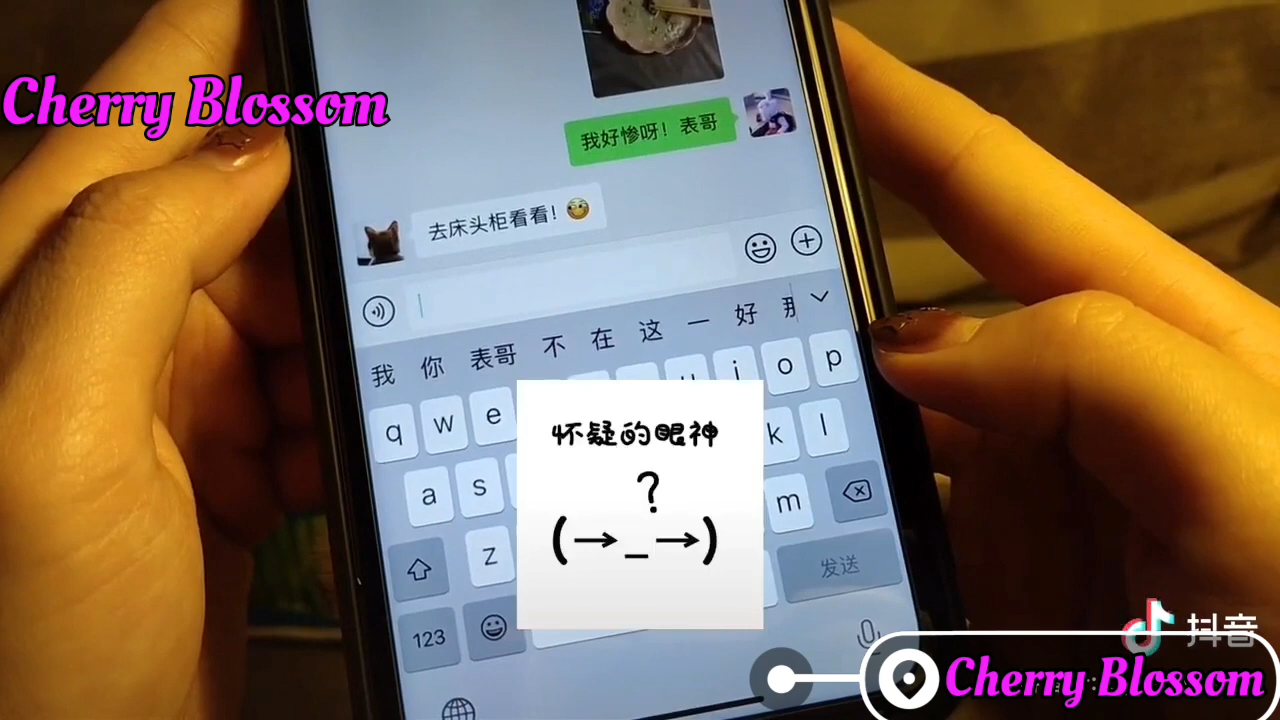 Cherry Blossom
我好惨呀！表哥
去床头柜看看！
我 你 表哥 不 在 这 一 好
q w e u i o p
a s k l
z m
怀疑的眼神
?
(→_→)
发送
123
抖音
Cherry Blossom